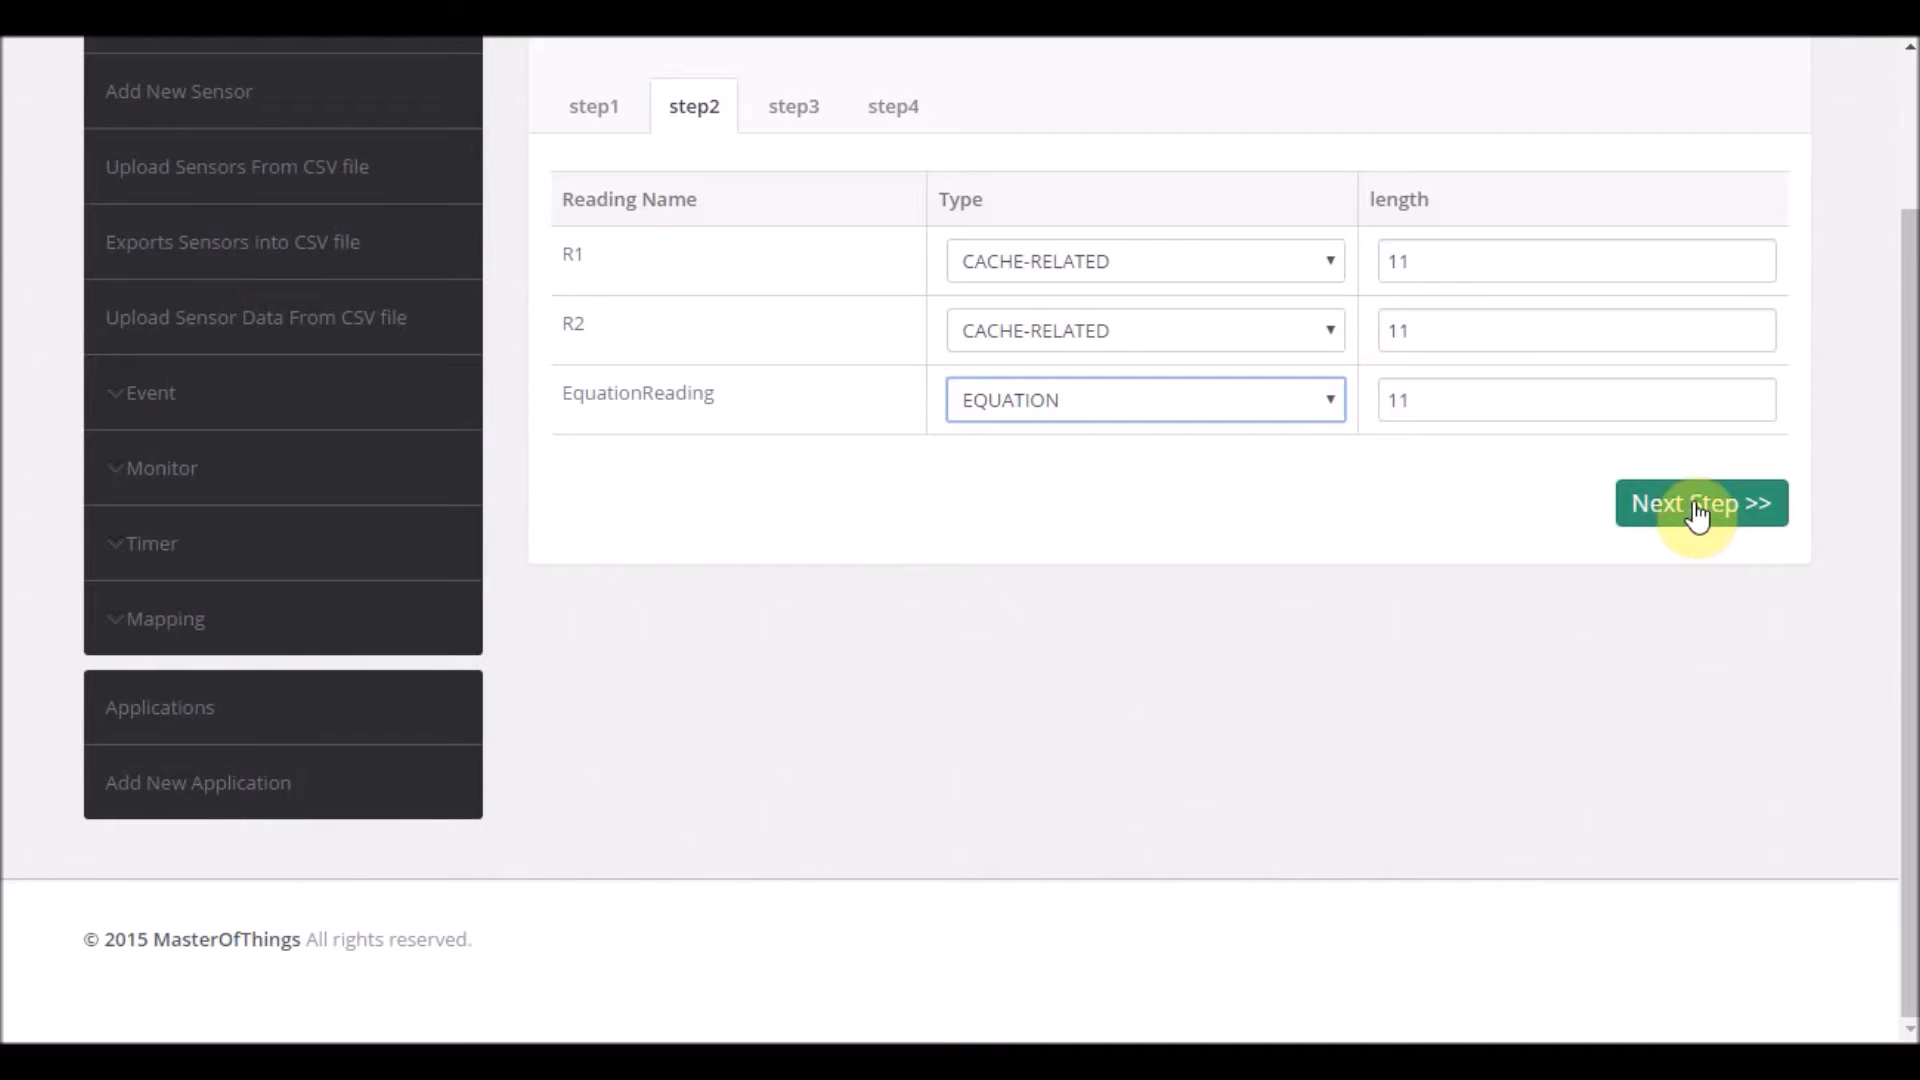 Add New Sensor
Upload Sensors From CSV file
Exports Sensors into CSV file
Upload Sensor Data From CSV file
Event
Monitor
Timer
Mapping
Applications
Add New Application
step1 step2 step3 step4
Reading Name Type length
R1 CACHE-RELATED 11
R2 CACHE-RELATED 11
EquationReading EQUATION 11
Next Step >>
© 2015 MasterOfThings All rights reserved.